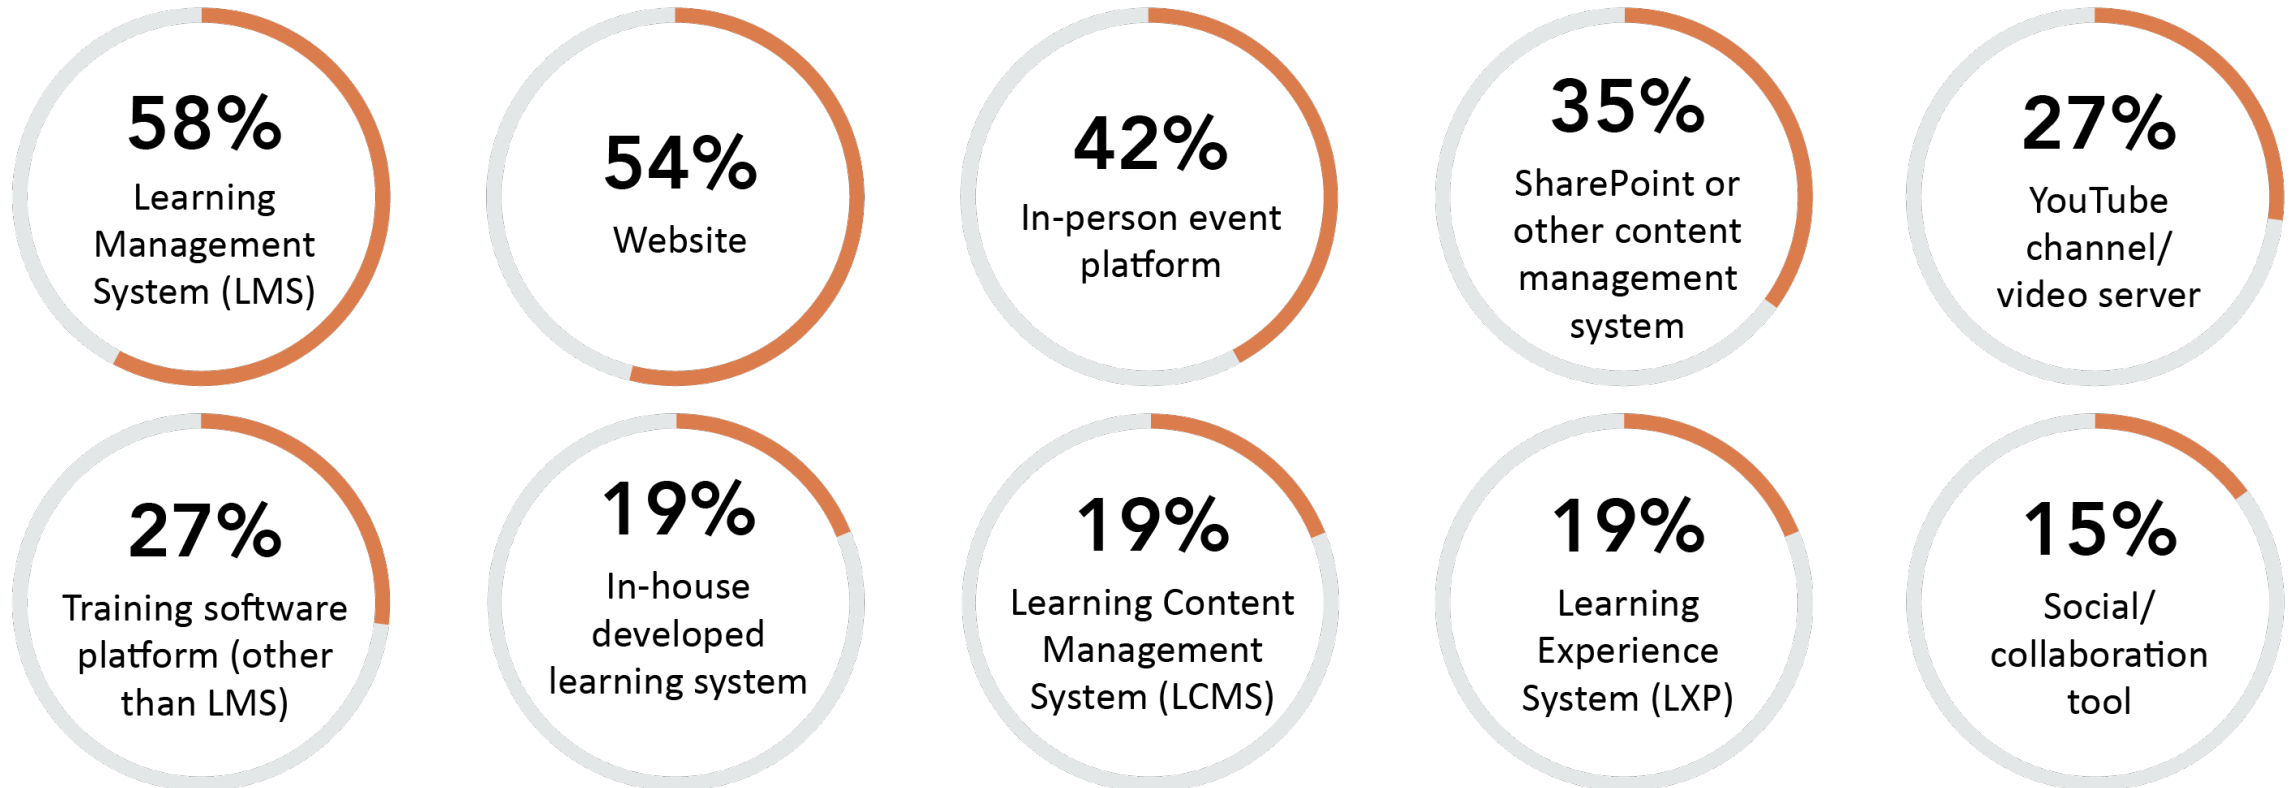 58%
Learning
Management
System (LMS)
54%
Website
42%
In-person event
platform
35%
SharePoint or
other content
management
system
27%
YouTube
channel/
video server
27%
Training software
platform (other
than LMS)
19%
In-house
developed
learning system
19%
Learning Content
Management
System (LCMS)
19%
Learning
Experience
System (LXP)
15%
Social/
collaboration
tool